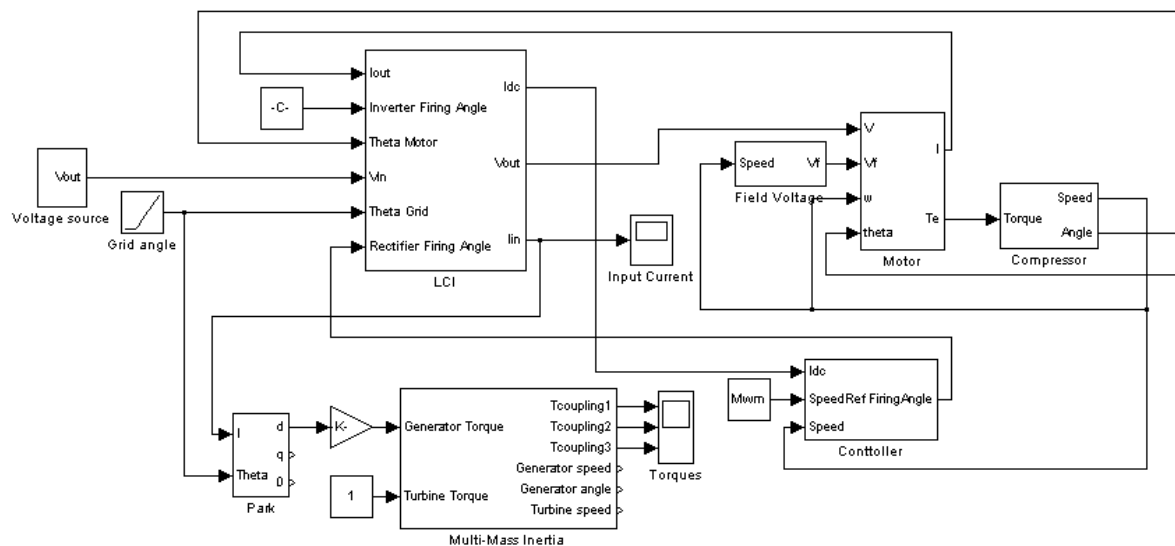 Iout
Idc
-C-
Inverter Firing Angle
Theta Motor
V
I
Vout
Speed
Vf
Vf
Vout
Vin
Field Voltage
w
Speed
Voltage source
Theta Grid
Te
Torque
Grid angle
Rectifier Firing Angle
Iin
theta
Angle
LCI
Input Current
Motor
Compressor
Idc
Mwm
SpeedRef FiringAngle
Tcoupling1
I
d
K-
Generator Torque
Tcoupling2
Speed
q
Tcoupling3
Conttoller
Theta
Generator speed
Torques
0
1
Turbine Torque
Generator angle
Park
Turbine speed
Multi-Mass Inertia